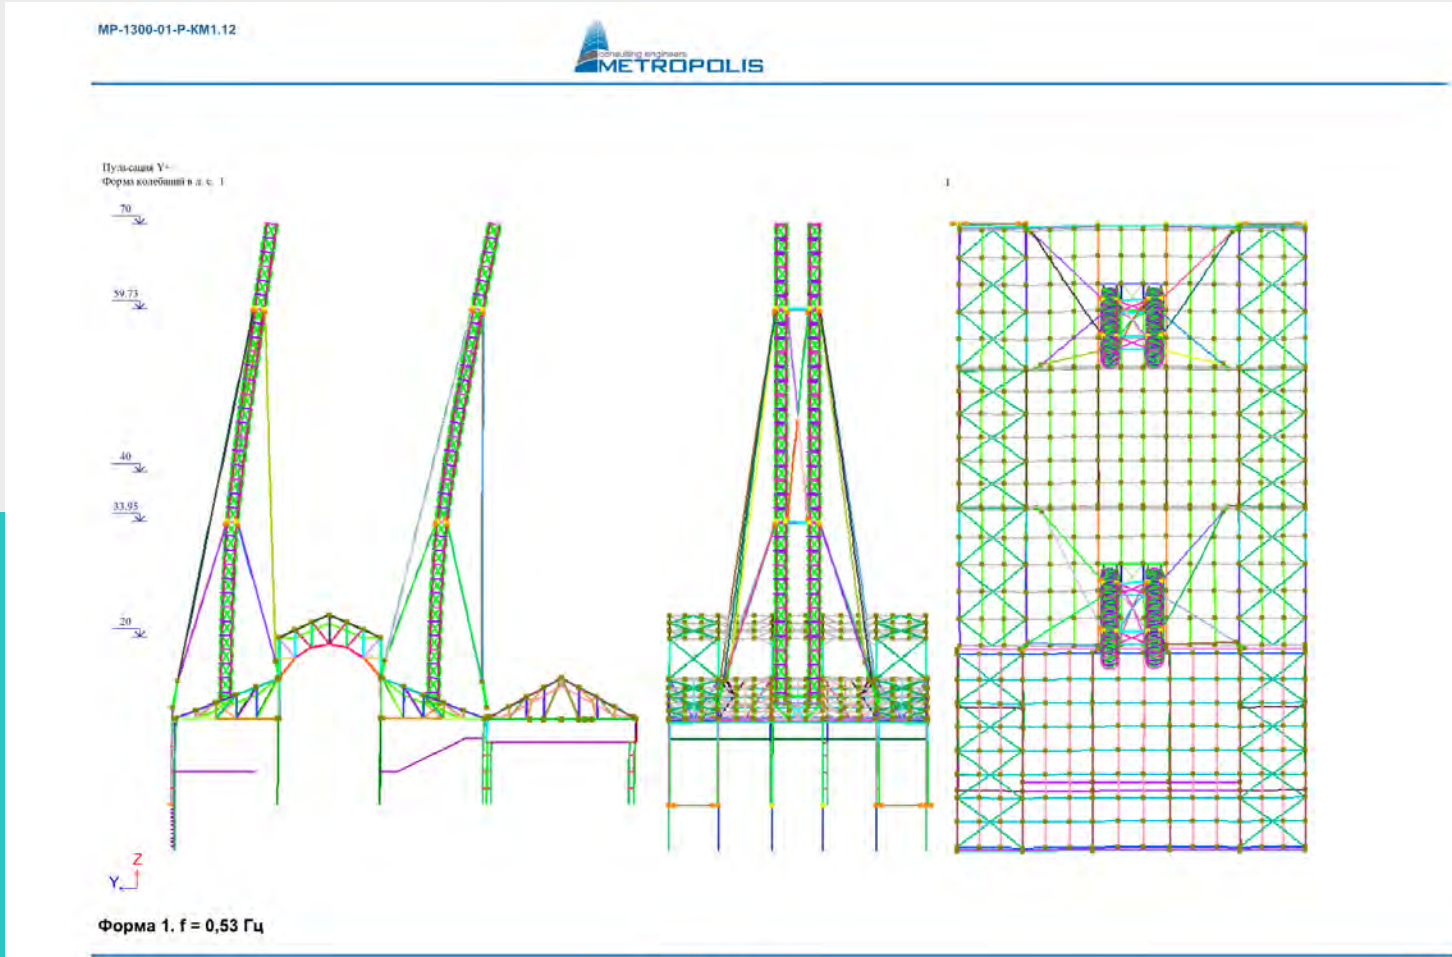 МР-1300-01-Р-КМ1.12
consulting engineers
METROPOLIS
Пульсация Y+
Форма колебаний в л. с. 1
1
70
59.73
40
33.95
20
Z
Y
Форма 1. f = 0,53 Гц